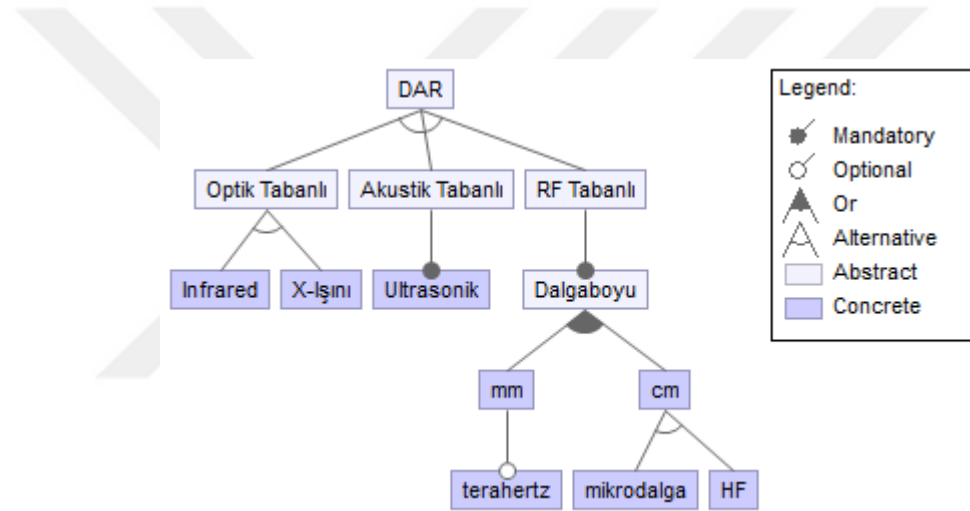 DAR
Optik Tabanlı
Akustik Tabanlı
RF Tabanlı
Infrared
X-Işını
Ultrasonik
Dalgaboyu
mm
cm
terahertz
mikrodalga
HF
Legend:
Mandatory
Optional
Or
Alternative
Abstract
Concrete